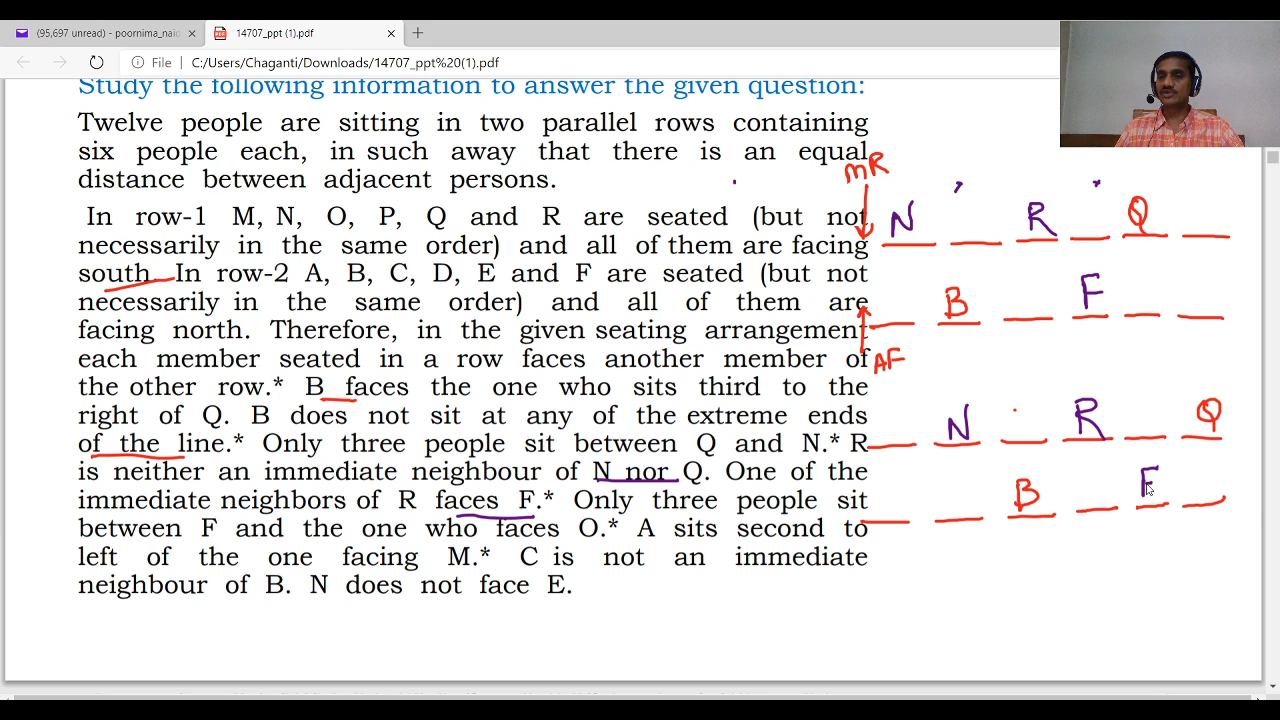 (95,697 unread) - poornima_naid
14707_ppt (1).pdf
File
C:/Users/Chaganti/Downloads/14707_ppt%20(1).pdf
Study the following information to answer the given question:
Twelve people are sitting in two parallel rows containing
six people each, in such away that there is an equal
distance between adjacent persons.
In row-1 M, N, O, P, Q and R are seated (but not
necessarily in the same order) and all of them are facing
south. In row-2 A, B, C, D, E and F are seated (but not
necessarily in the same order) and all of them are
facing north. Therefore, in the given seating arrangement
each member seated in a row faces another member of
the other row.* B faces the one who sits third to the
right of Q. B does not sit at any of the extreme ends
of the line.* Only three people sit between Q and N.* R
is neither an immediate neighbour of N nor Q. One of the
immediate neighbors of R faces F.* Only three people sit
between F and the one who faces O.* A sits second to
left of the one facing M.* C is not an immediate
neighbour of B. N does not face E.
MR
N R Q
B F
AF
N R Q
B F